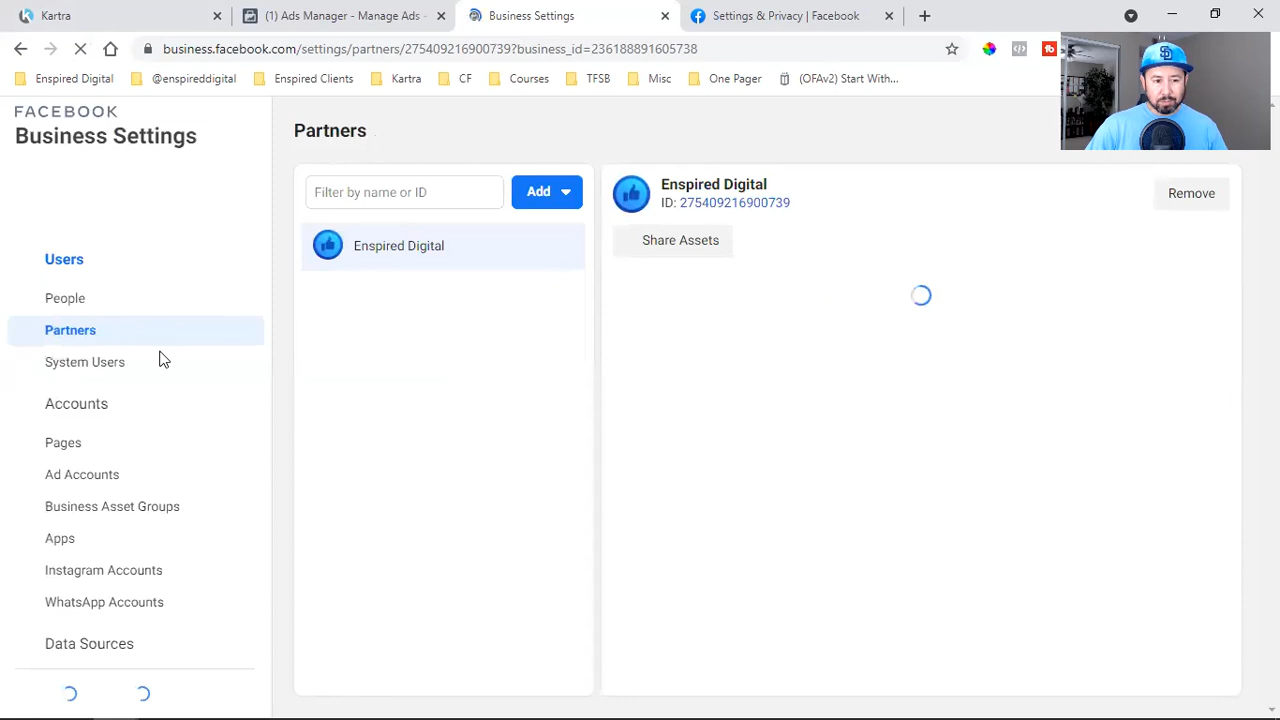 Kartra
(1) Ads Manager - Manage Ads -
Business Settings
Settings & Privacy | Facebook
business.facebook.com/settings/partners/275409216900739?business_id=236188891605738
Enspired Digital
@enspireddigital
Enspired Clients
Kartra
CF
Courses
TFSB
Misc
One Pager
(OFAv2) Start With...
FACEBOOK
Business Settings
Users
People
Partners
System Users
Accounts
Pages
Ad Accounts
Business Asset Groups
Apps
Instagram Accounts
WhatsApp Accounts
Data Sources
Partners
Filter by name or ID
Add
Enspired Digital
Enspired Digital
ID: 275409216900739
Remove
Share Assets